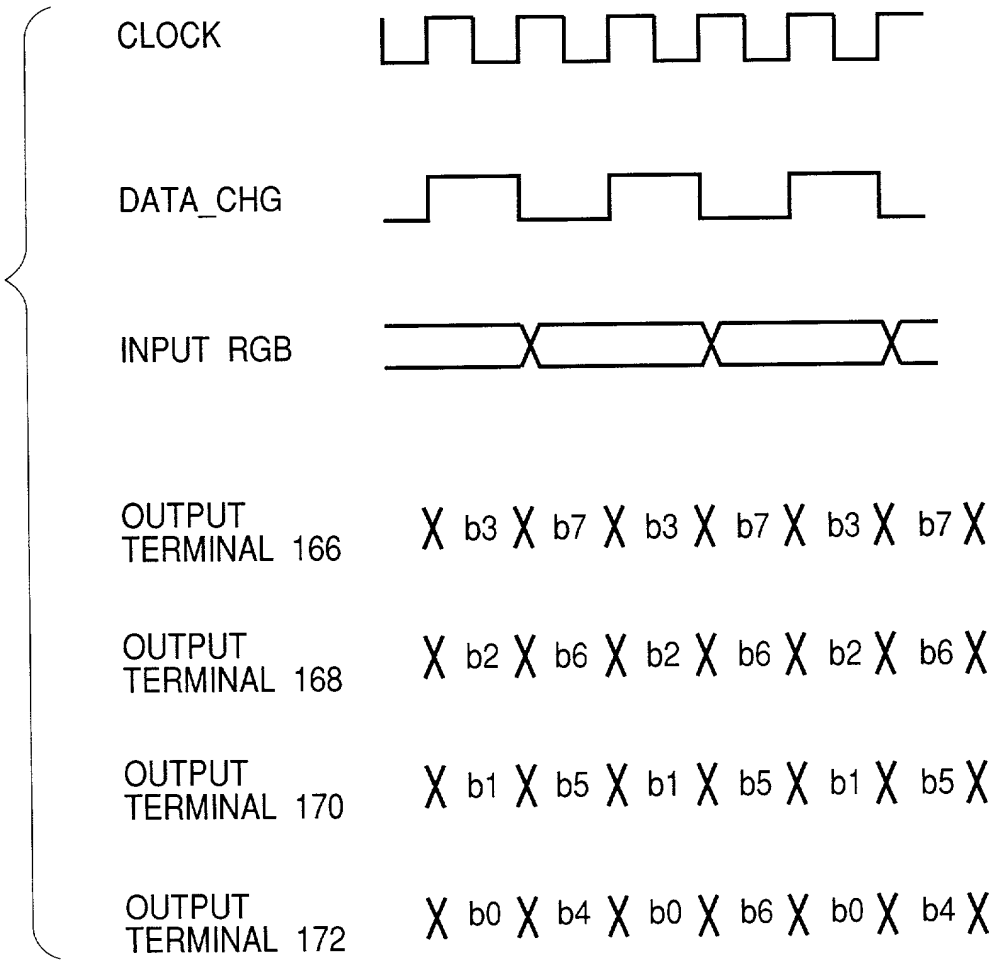 CLOCK
DATA_CHG
INPUT RGB
OUTPUT
TERMINAL 166
X b3 X b7 X b3 X b7 X b3 X b7 X
OUTPUT
TERMINAL 168
X b2 X b6 X b2 X b6 X b2 X b6 X
OUTPUT
TERMINAL 170
X b1 X b5 X b1 X b5 X b1 X b5 X
OUTPUT
TERMINAL 172
X b0 X b4 X b0 X b6 X b0 X b4 X